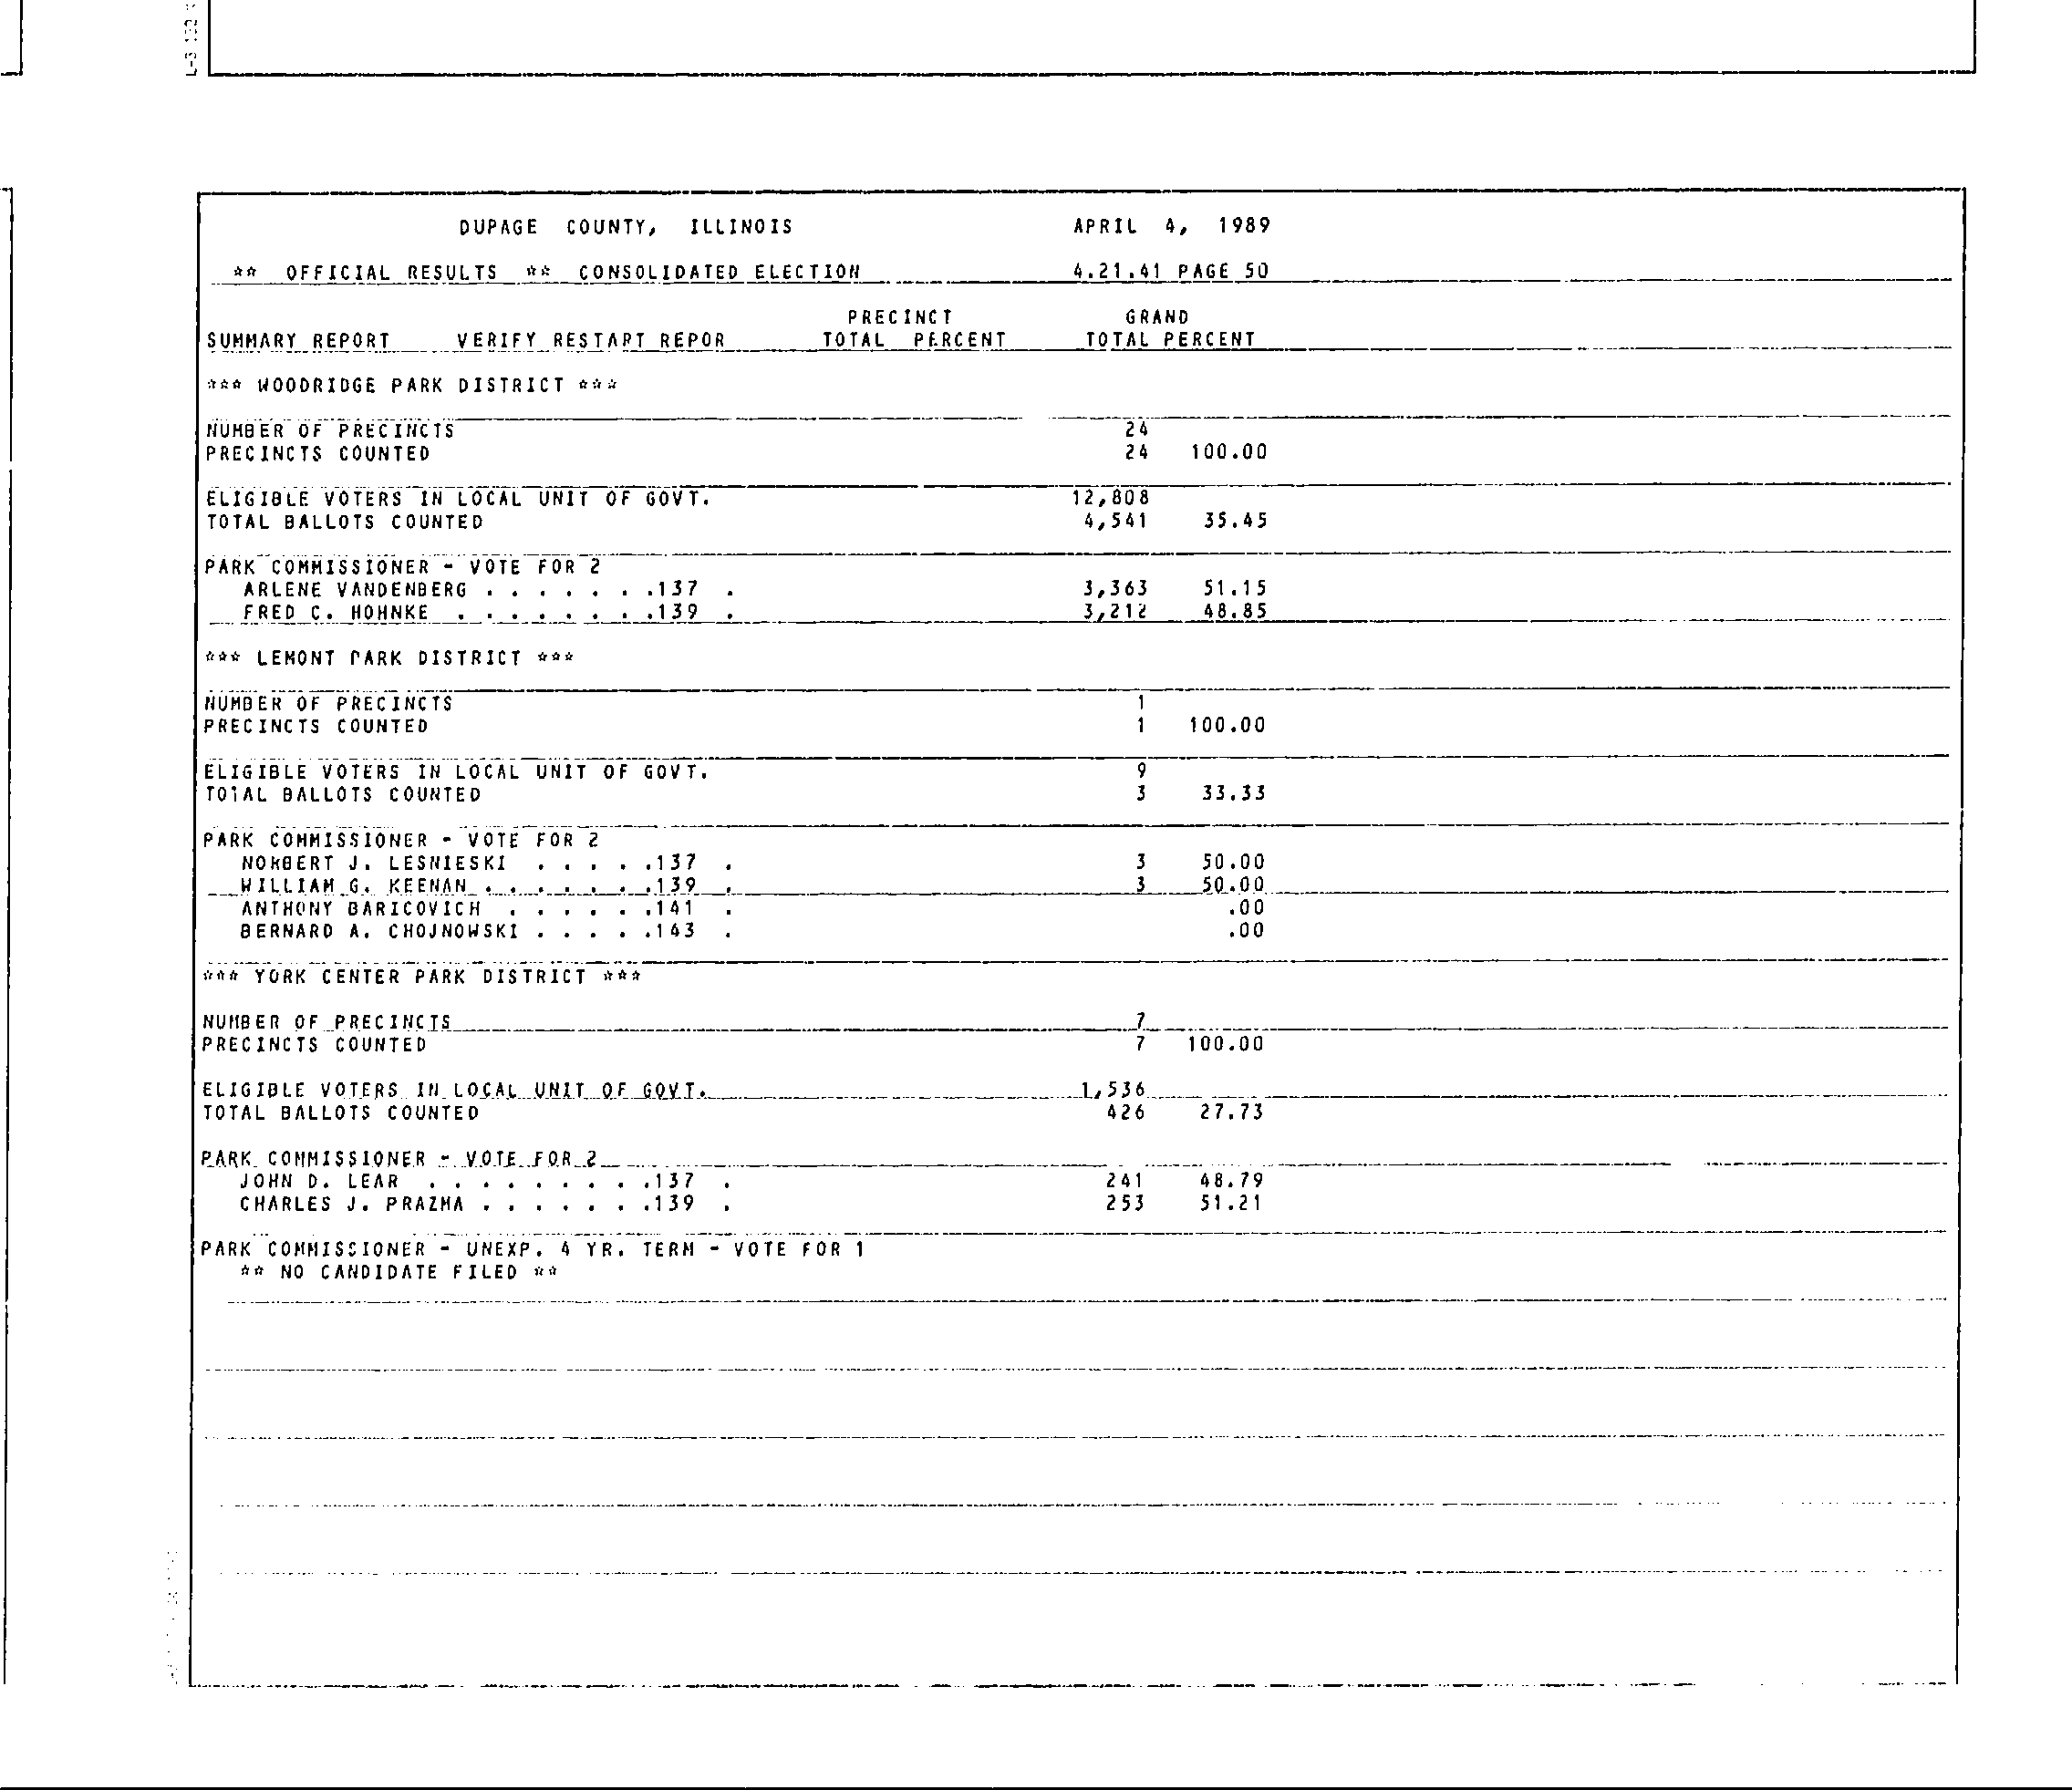 DUPAGE COUNTY, ILLINOIS APRIL 4, 1989
** OFFICIAL RESULTS ** CONSOLIDATED ELECTION 4.21.41 PAGE 50
PRECINCT GRAND
SUMMARY REPORT VERIFY RESTART REPOR TOTAL PERCENT TOTAL PERCENT
*** WOODRIDGE PARK DISTRICT ***
NUMBER OF PRECINCTS 24
PRECINCTS COUNTED 24 100.00
ELIGIBLE VOTERS IN LOCAL UNIT OF GOVT. 12,808
TOTAL BALLOTS COUNTED 4,541 35.45
PARK COMMISSIONER - VOTE FOR 2
ARLENE VANDENBERG . . . . . . .137 . 3,363 51.15
FRED C. HOHNKE . . . . . . . .139 . 3,212 48.85
*** LEMONT PARK DISTRICT ***
NUMBER OF PRECINCTS 1
PRECINCTS COUNTED 1 100.00
ELIGIBLE VOTERS IN LOCAL UNIT OF GOVT. 9
TOTAL BALLOTS COUNTED 3 33.33
PARK COMMISSIONER - VOTE FOR 2
NORBERT J. LESNIESKI . . . . .137 . 3 50.00
WILLIAM G. KEENAN . . . . . . .139 . 3 50.00
ANTHONY BARICOVICH . . . . . .141 . .00
BERNARD A. CHOJNOWSKI . . . . .143 . .00
*** YORK CENTER PARK DISTRICT ***
NUMBER OF PRECINCTS 7
PRECINCTS COUNTED 7 100.00
ELIGIBLE VOTERS IN LOCAL UNIT OF GOVT. 1,536
TOTAL BALLOTS COUNTED 426 27.73
PARK COMMISSIONER - VOTE FOR 2
JOHN D. LEAR . . . . . . . . .137 . 241 48.79
CHARLES J. PRAZMA . . . . . . .139 . 253 51.21
PARK COMMISSIONER - UNEXP. 4 YR. TERM - VOTE FOR 1
** NO CANDIDATE FILED **